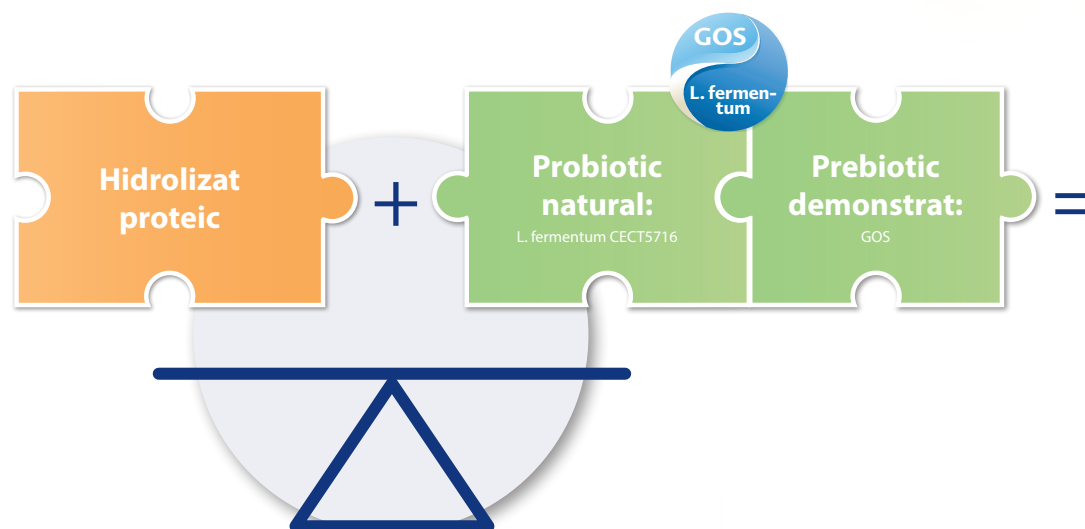 GOS
L. fermen-
tum
Hidrolizat
proteic
+
Probiotic
natural:
L. fermentum CECT5716
Prebiotic
demonstrat:
GOS
=